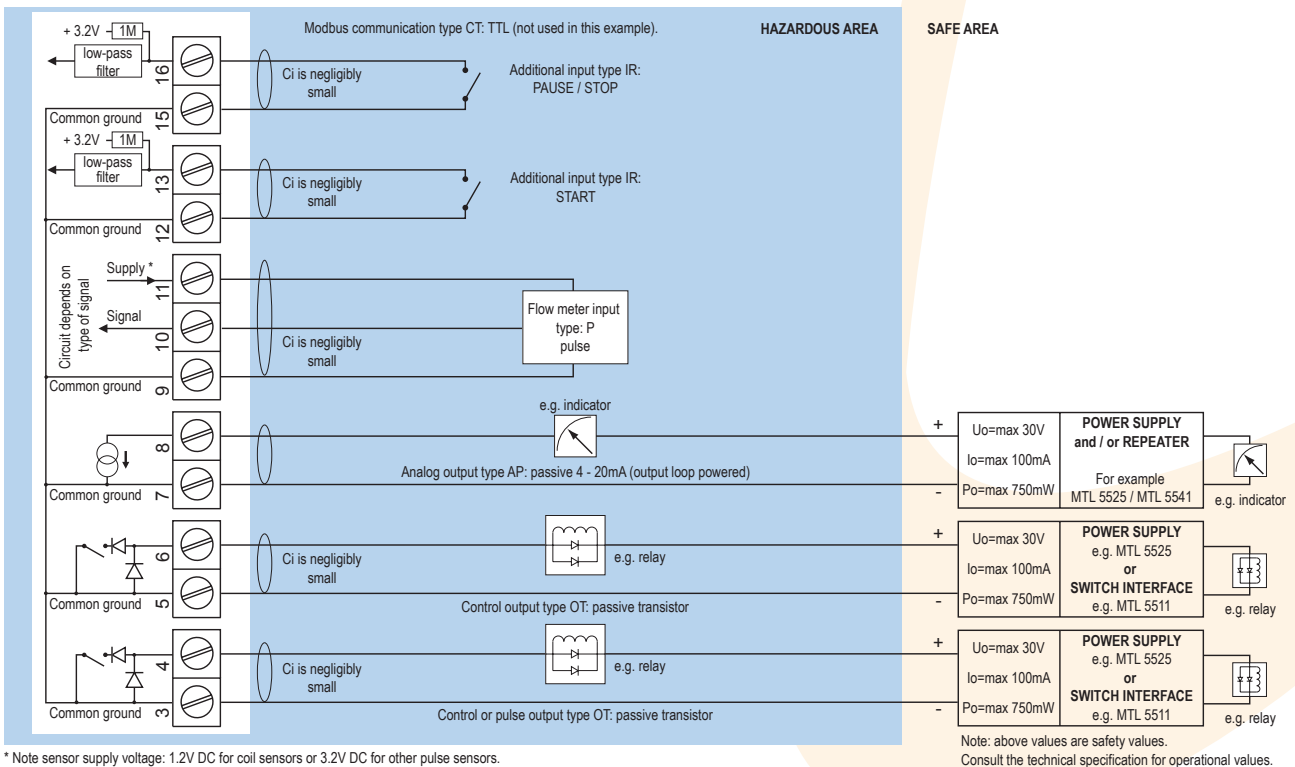 Modbus communication type CT: TTL (not used in this example).
HAZARDOUS AREA
SAFE AREA
+ 3.2V
1M
low-pass
filter
16
Ci is negligibly
small
Additional input type IR:
PAUSE / STOP
Common ground
15
+ 3.2V
1M
low-pass
filter
13
Ci is negligibly
small
Additional input type IR:
START
Common ground
12
Circuit depends on
type of signal
Supply *
11
Signal
10
Ci is negligibly
small
Flow meter input
type: P
pulse
Common ground
9
e.g. indicator
8
Analog output type AP: passive 4 - 20mA (output loop powered)
Common ground
7
+
-
Uo=max 30V
Io=max 100mA
Po=max 750mW
POWER SUPPLY
and / or REPEATER
For example
MTL 5525 / MTL 5541
e.g. indicator
6
Ci is negligibly
small
e.g. relay
Common ground
5
Control output type OT: passive transistor
+
-
Uo=max 30V
Io=max 100mA
Po=max 750mW
POWER SUPPLY
e.g. MTL 5525
or
SWITCH INTERFACE
e.g. MTL 5511
e.g. relay
4
Ci is negligibly
small
e.g. relay
Common ground
3
Control or pulse output type OT: passive transistor
+
-
Uo=max 30V
Io=max 100mA
Po=max 750mW
POWER SUPPLY
e.g. MTL 5525
or
SWITCH INTERFACE
e.g. MTL 5511
e.g. relay
* Note sensor supply voltage: 1.2V DC for coil sensors or 3.2V DC for other pulse sensors.
Note: above values are safety values.
Consult the technical specification for operational values.